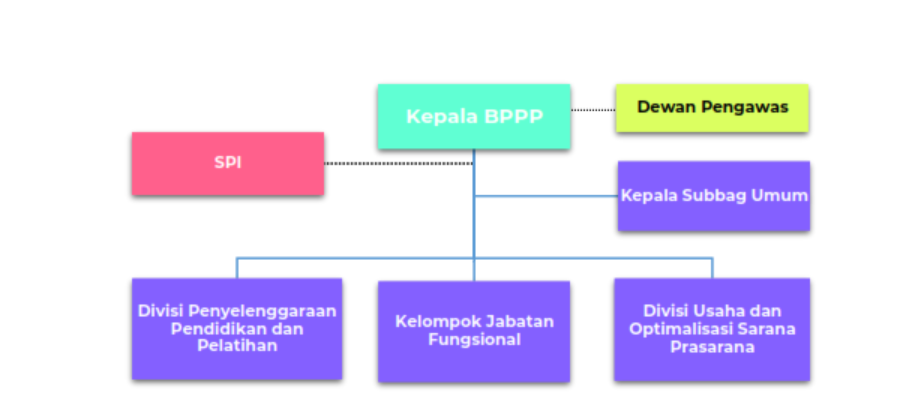 Kepala BPPP
Dewan Pengawas
SPI
Kepala Subbag Umum
Divisi Penyelenggaraan
Pendidikan dan
Pelatihan
Kelompok Jabatan
Fungsional
Divisi Usaha dan
Optimalisasi Sarana
Prasarana